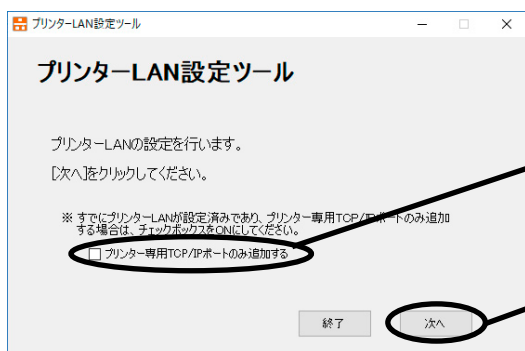 プリンターLAN設定ツール
プリンターLAN設定ツール
プリンターLANの設定を行います。
[次へ]をクリックしてください。
※ すでにプリンターLANが設定済みであり、プリンター専用TCP/IPポートのみ追加
する場合は、チェックボックスをONにしてください。
プリンター専用TCP/IPポートのみ追加する
終了
次へ